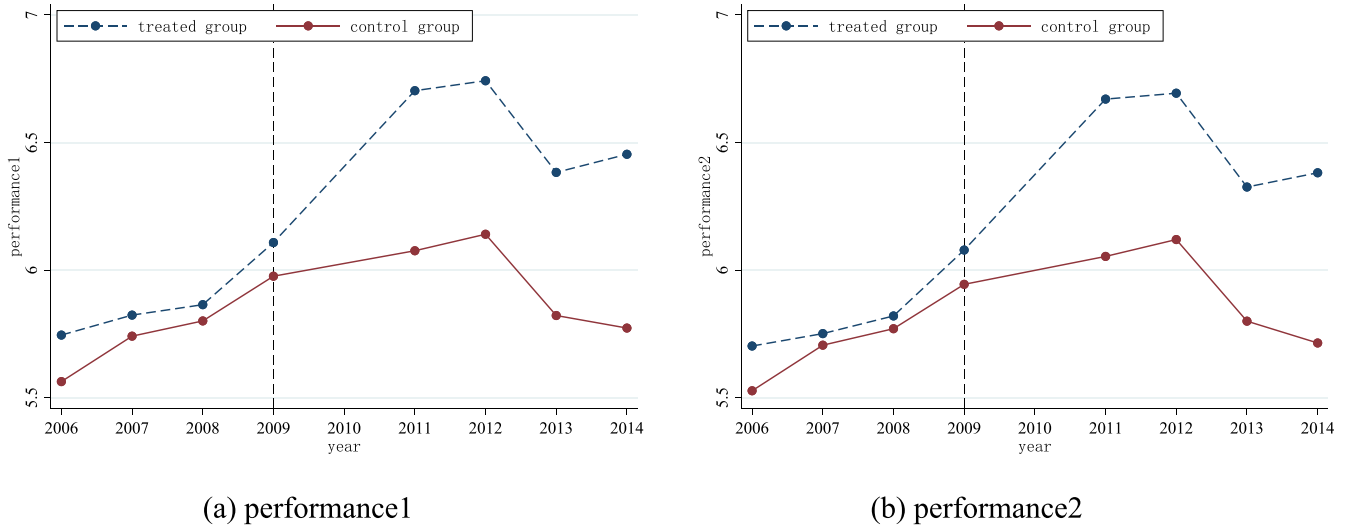 treated group control group
7
6.5
6
5.5
performance1
2006 2007 2008 2009 2010 2011 2012 2013 2014
year
(a) performance1
treated group control group
7
6.5
6
5.5
performance2
2006 2007 2008 2009 2010 2011 2012 2013 2014
year
(b) performance2